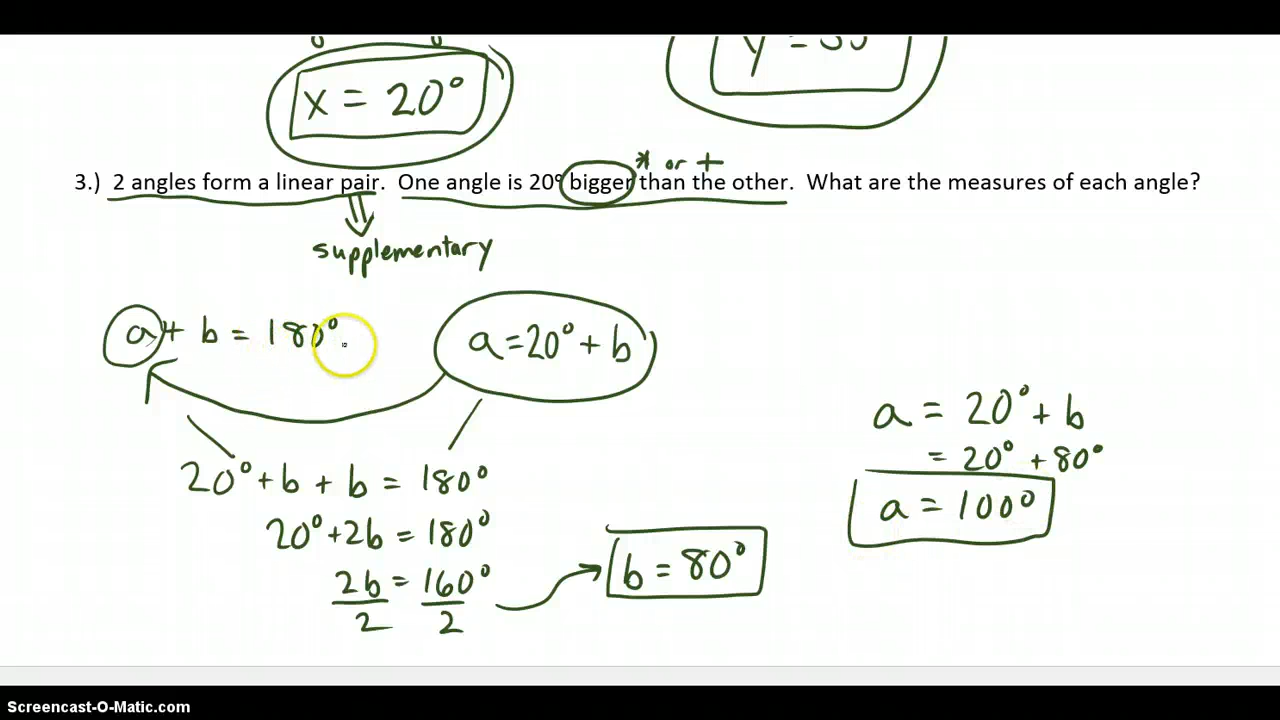 x = 20°
3.) 2 angles form a linear pair. One angle is 20° bigger than the other. What are the measures of each angle?
* or +
supplementary
a + b = 180°
a = 20° + b
20° + b + b = 180°
20° + 2b = 180°
2b = 160°
2 2
b = 80°
a = 20° + b
= 20° + 80°
a = 100°
Screencast-O-Matic.com